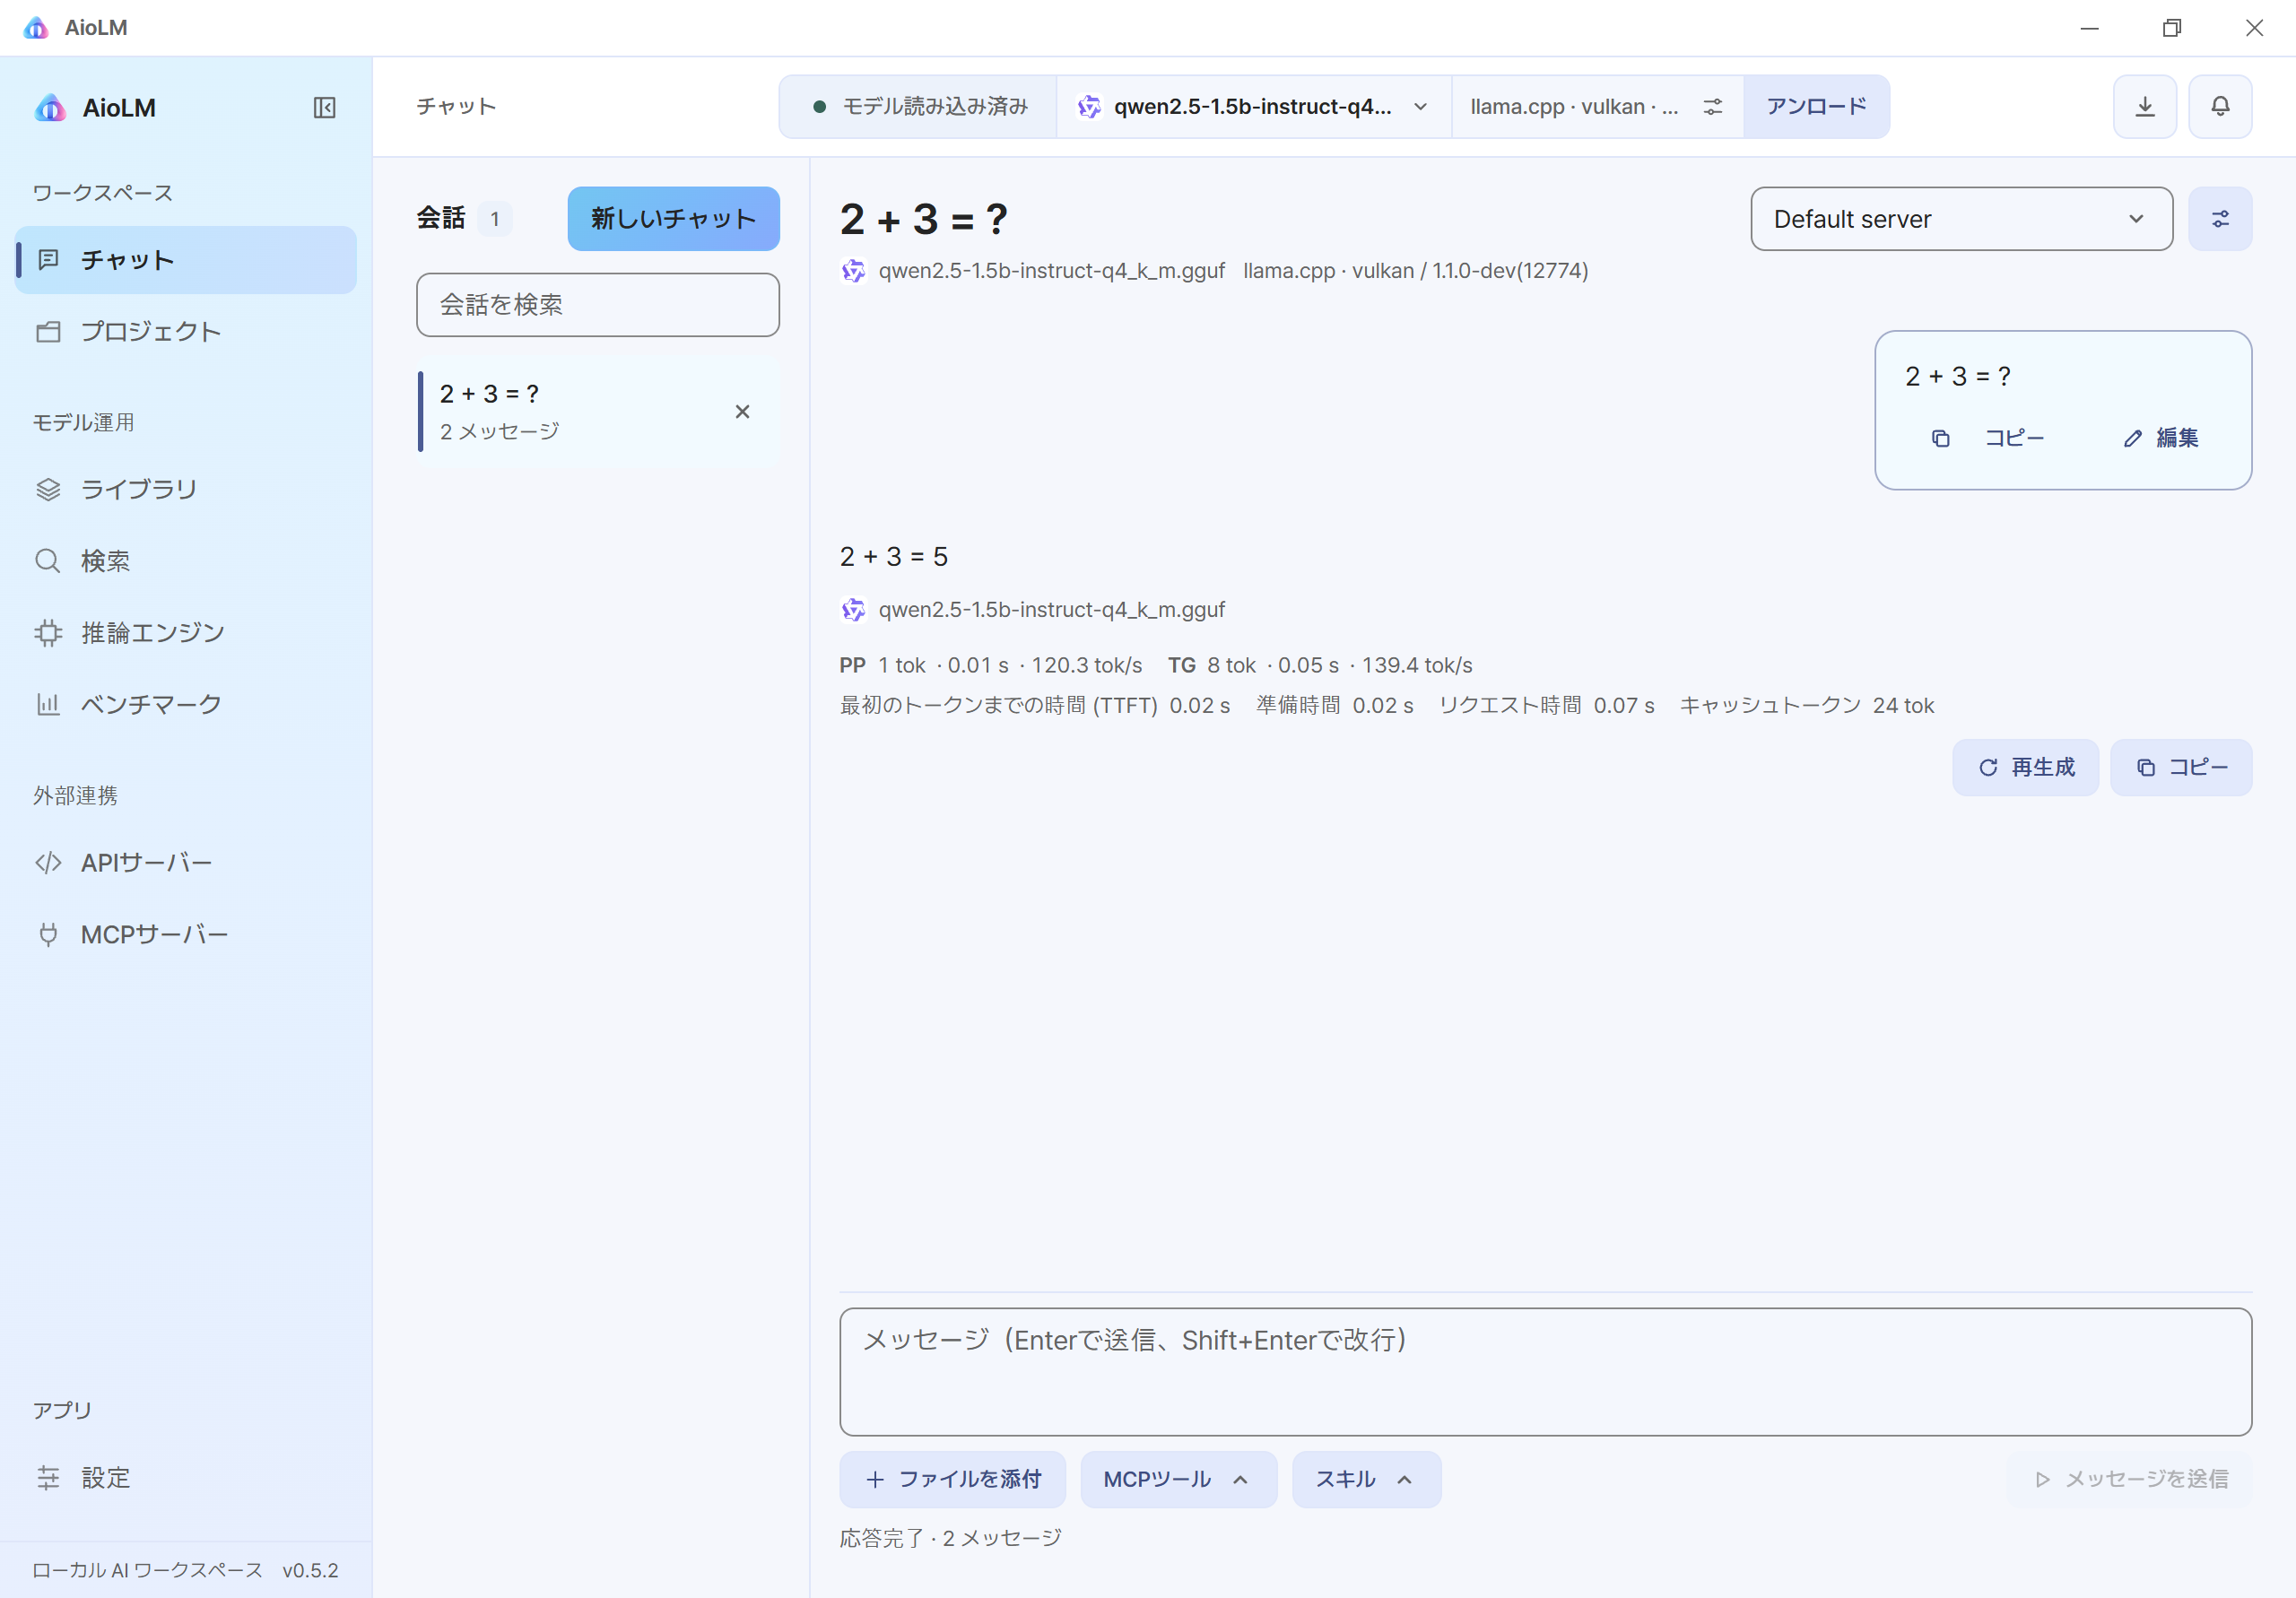 AioLM
AioLM
ワークスペース
チャット
プロジェクト
モデル運用
ライブラリ
検索
推論エンジン
ベンチマーク
外部連携
APIサーバー
MCPサーバー
アプリ
設定
ローカル AI ワークスペース v0.5.2
チャット
モデル読み込み済み
qwen2.5-1.5b-instruct-q4...
llama.cpp · vulkan · ...
アンロード
会話 1
新しいチャット
会話を検索
2 + 3 = ?
2 メッセージ
2 + 3 = ?
qwen2.5-1.5b-instruct-q4_k_m.gguf llama.cpp · vulkan / 1.1.0-dev(12774)
Default server
2 + 3 = ?
コピー 編集
2 + 3 = 5
qwen2.5-1.5b-instruct-q4_k_m.gguf
PP 1 tok · 0.01 s · 120.3 tok/s TG 8 tok · 0.05 s · 139.4 tok/s
最初のトークンまでの時間 (TTFT) 0.02 s 準備時間 0.02 s リクエスト時間 0.07 s キャッシュトークン 24 tok
再生成 コピー
メッセージ（Enterで送信、Shift+Enterで改行）
ファイルを添付 MCPツール スキル メッセージを送信
応答完了 · 2 メッセージ